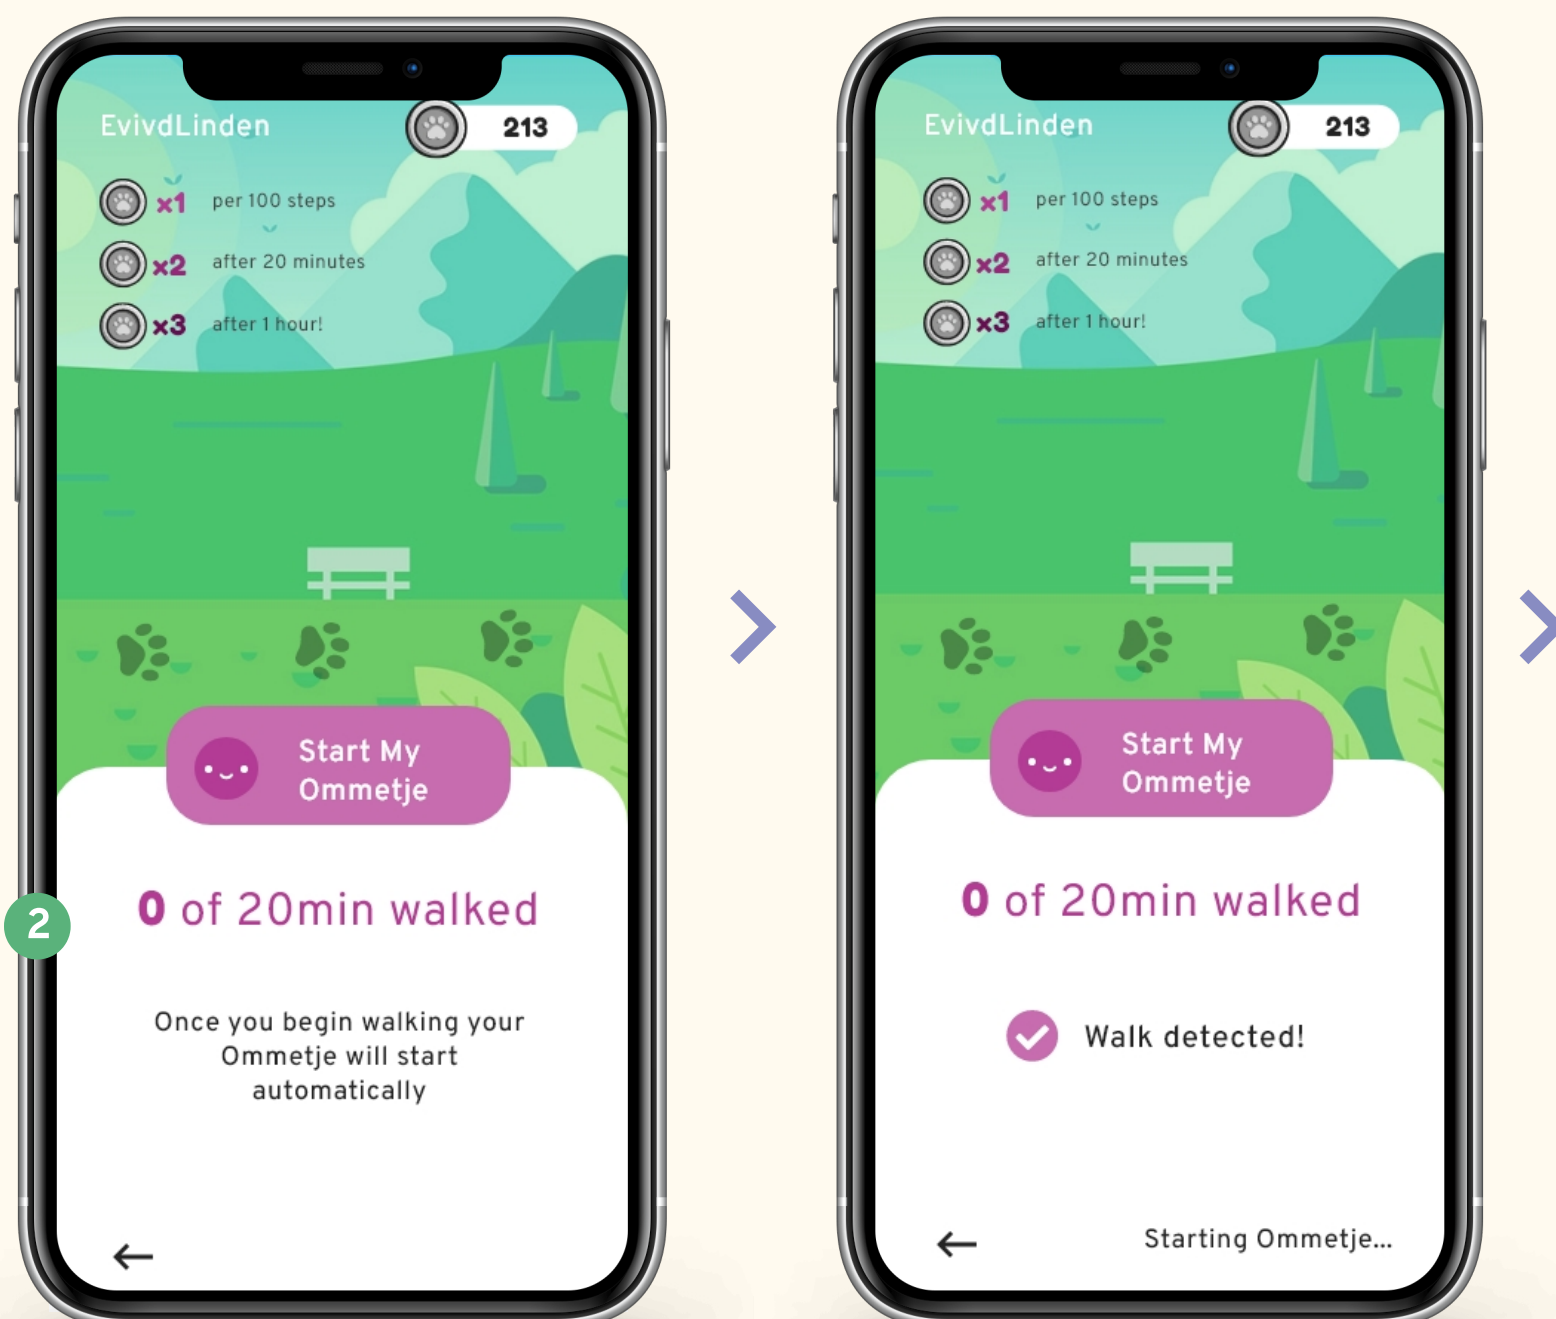 EvivdLinden
213
x1 per 100 steps
x2 after 20 minutes
x3 after 1 hour!
Start My
Ommetje
0 of 20min walked
2
Once you begin walking your
Ommetje will start
automatically
EvivdLinden
213
x1 per 100 steps
x2 after 20 minutes
x3 after 1 hour!
Start My
Ommetje
0 of 20min walked
Walk detected!
Starting Ommetje...